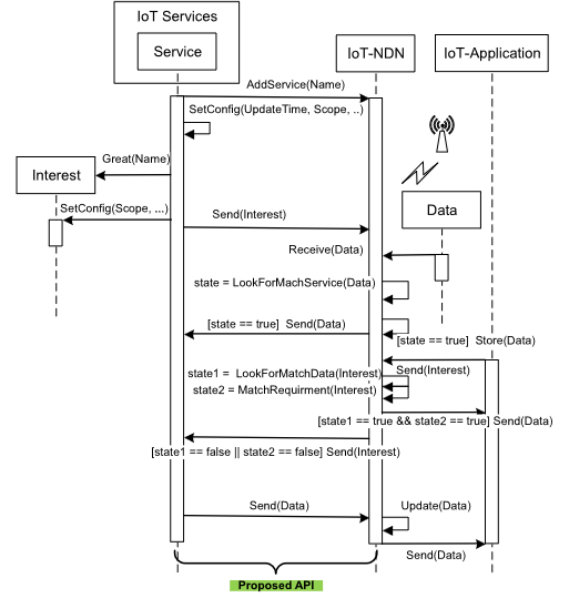 IoT Services
Service
IoT-NDN
IoT-Application
AddService(Name)
SetConfig(UpdateTime, Scope, ..)
Great(Name)
Interest
Data
SetConfig(Scope, ...)
Send(Interest)
Receive(Data)
state = LookForMachService(Data)
[state == true] Send(Data)
[state == true] Store(Data)
Send(Interest)
state1 = LookForMatchData(Interest)
state2 = MatchRequirment(Interest)
[state1 == true && state2 == true] Send(Data)
[state1 == false || state2 == false] Send(Interest)
Send(Data)
Update(Data)
Send(Data)
Proposed API